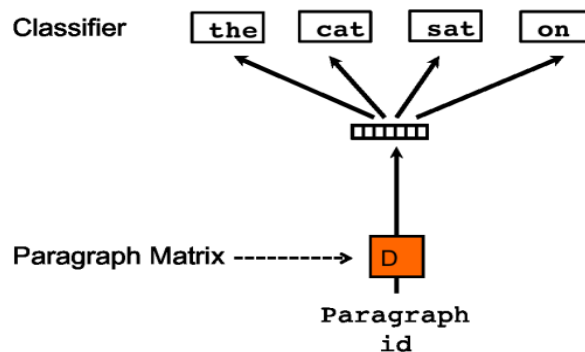 Classifier
the cat sat on
Paragraph Matrix
D
Paragraph
id